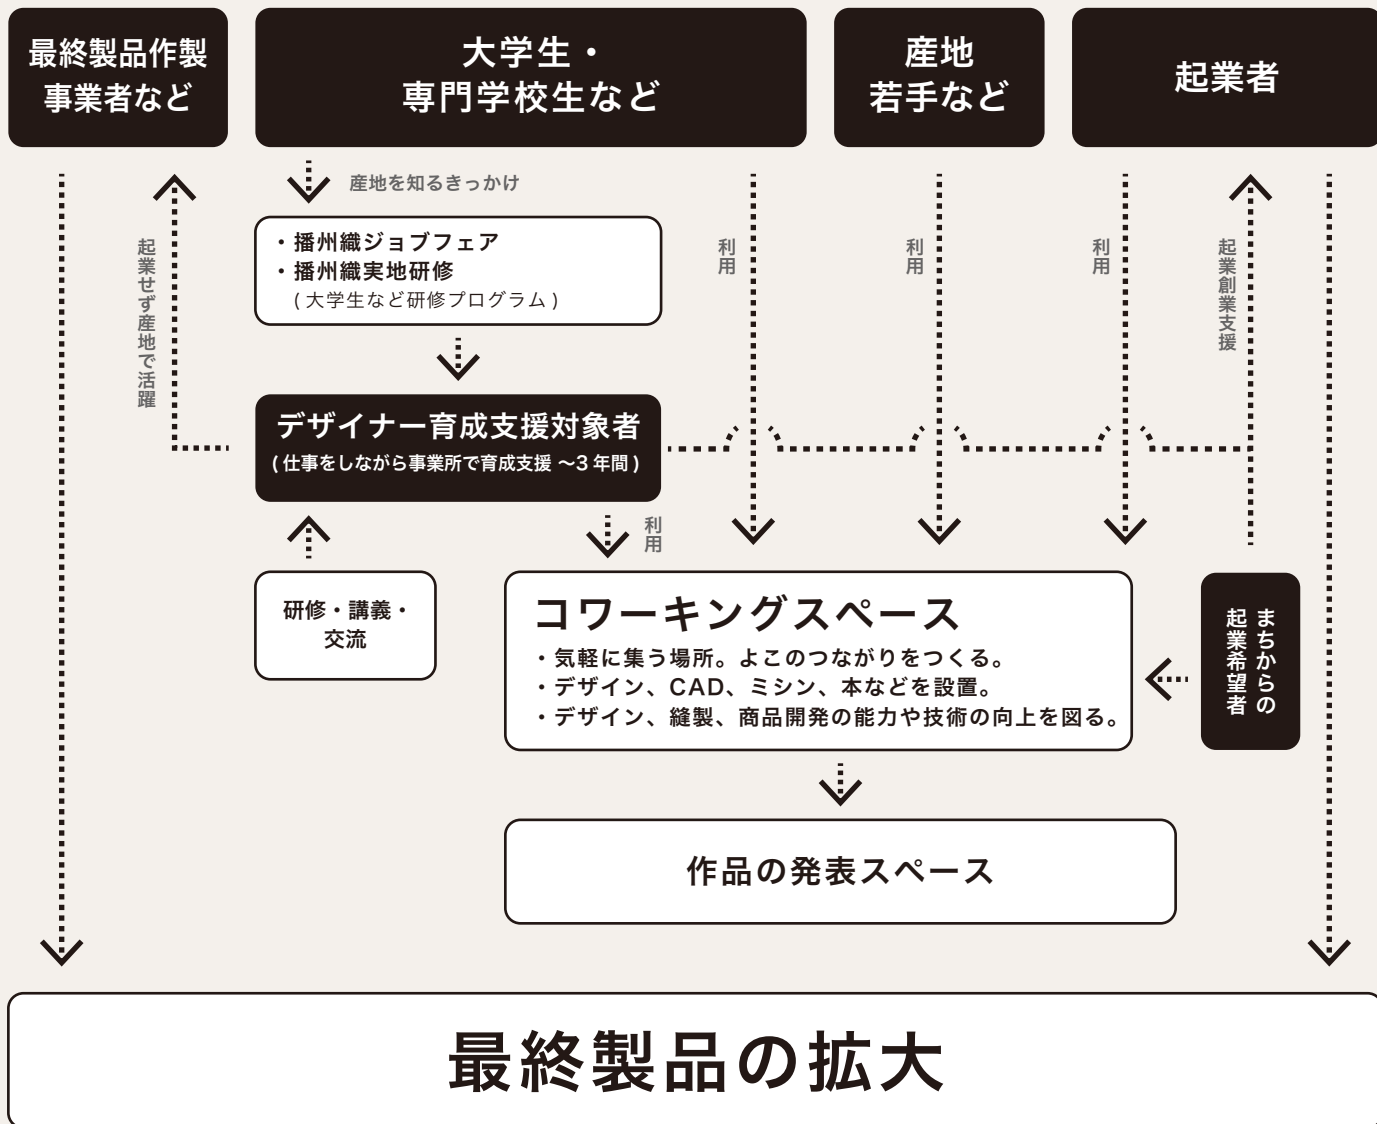 最終製品作製
事業者など
大学生・
専門学校生など
産地
若手など
起業者
産地を知るきっかけ
・播州織ジョブフェア
・播州織実地研修
(大学生など研修プログラム)
起業せず産地で活躍
利用
利用
利用
起業創業支援
デザイナー育成支援対象者
(仕事をしながら事業所で育成支援 〜3年間)
利用
研修・講義・
交流
コワーキングスペース
・気軽に集う場所。よこのつながりをつくる。
・デザイン、CAD、ミシン、本などを設置。
・デザイン、縫製、商品開発の能力や技術の向上を図る。
まちからの
起業希望者
作品の発表スペース
最終製品の拡大